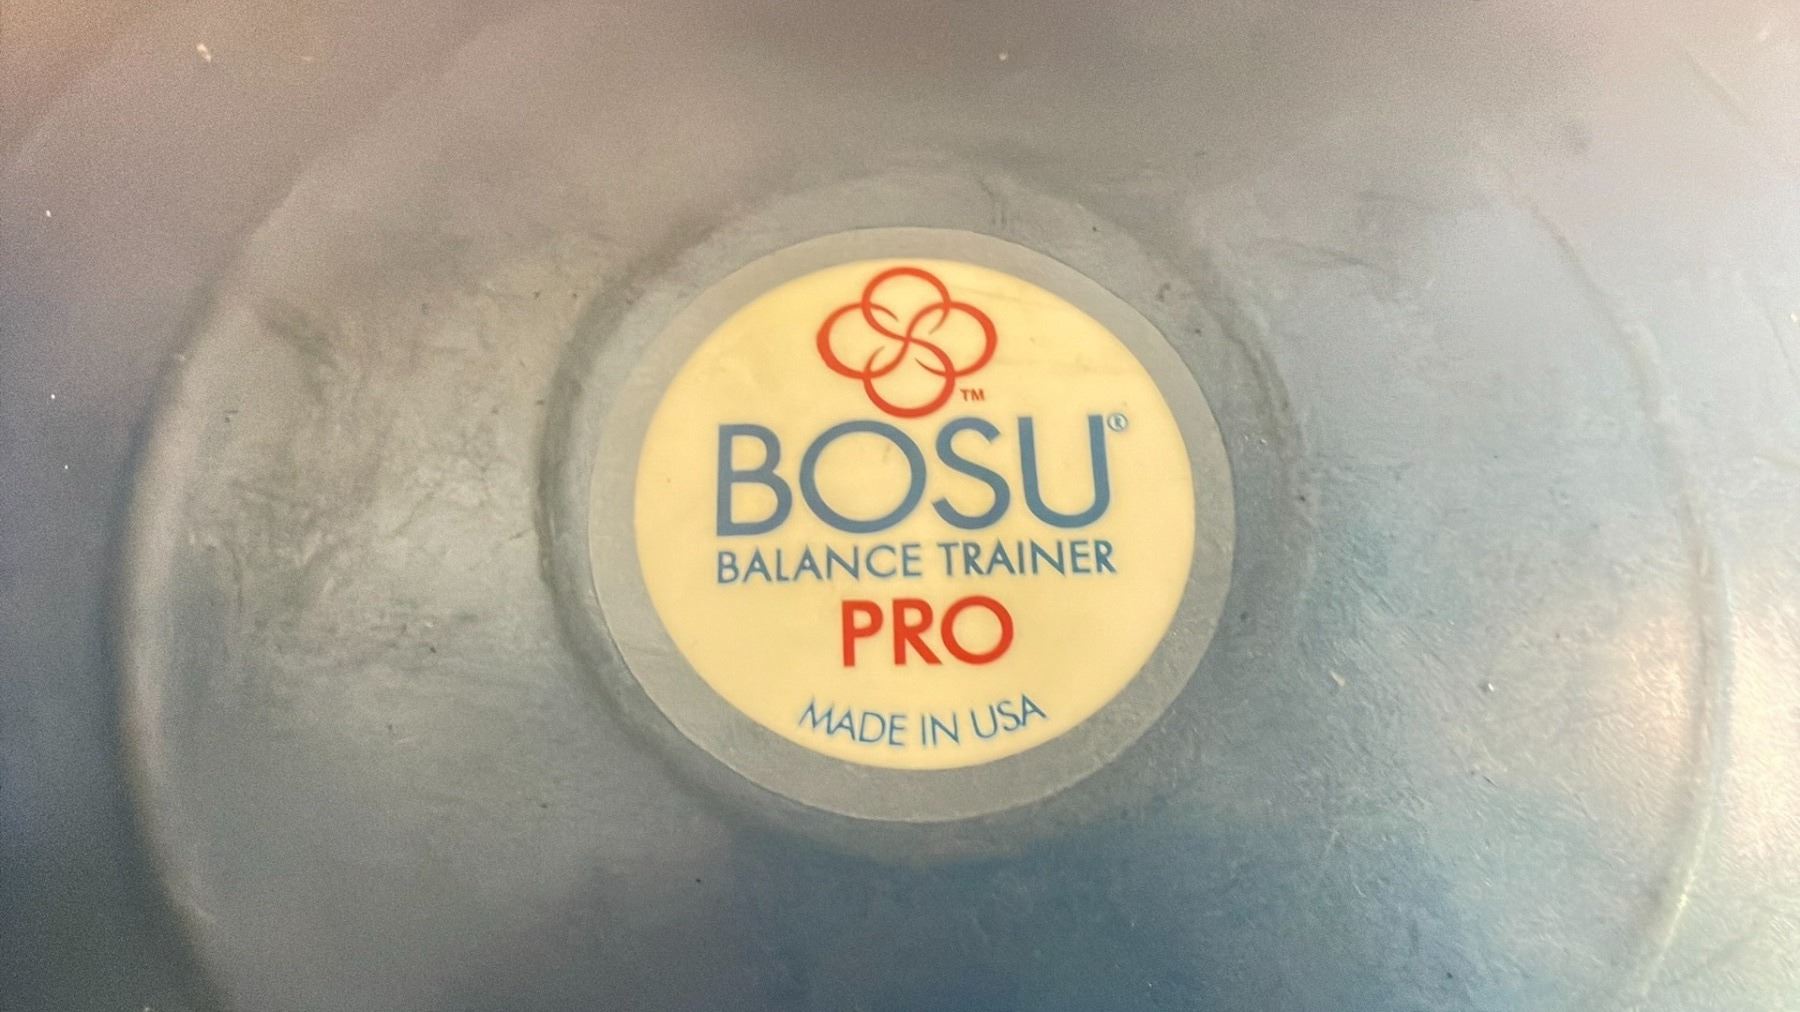 TM
BOSU®
BALANCE TRAINER
PRO
MADE IN USA